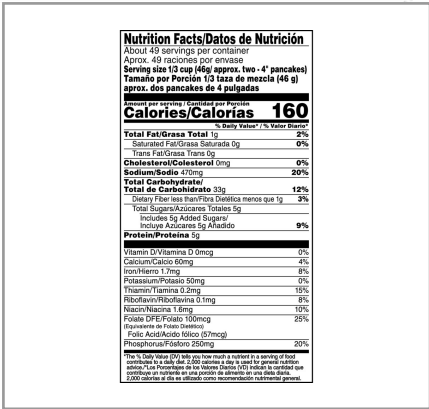 Nutrition Facts/Datos de Nutrición
About 49 servings per container
Aprox. 49 raciones por envase
Serving size 1/3 cup (46g/ approx. two - 4" pancakes)
Tamaño por Porción 1/3 taza de mezcla (46 g)
aprox. dos pancakes de 4 pulgadas
Amount per serving / Cantidad por Porción
Calories/Calorías 160
% Daily Value* / % Valor Diario*
Total Fat/Grasa Total 1g 2%
Saturated Fat/Grasa Saturada 0g 0%
Trans Fat/Grasa Trans 0g
Cholesterol/Colesterol 0mg 0%
Sodium/Sodio 470mg 20%
Total Carbohydrate/
Total de Carbohidrato 33g 12%
Dietary Fiber less than/Fibra Dietética menos que 1g 3%
Total Sugars/Azúcares Totales 5g
Includes 5g Added Sugars/
Incluye Azúcares 5g Añadido 9%
Protein/Proteína 5g
Vitamin D/Vitamina D 0mcg 0%
Calcium/Calcio 60mg 4%
Iron/Hierro 1.7mg 8%
Potassium/Potasio 50mg 0%
Thiamin/Tiamina 0.2mg 15%
Riboflavin/Riboflavina 0.1mg 8%
Niacin/Niacina 1.6mg 10%
Folate DFE/Folato 100mcg 25%
(Equivalente de Folato Dietético)
Folic Acid/Acido fólico (57mcg)
Phosphorus/Fósforo 250mg 20%
*The % Daily Value (DV) tells you how much a nutrient in a serving of food
contributes to a daily diet. 2,000 calories a day is used for general nutrition
advice./*Los Porcentajes de los Valores Diarios (VD) indican la cantidad que
contribuye un nutriente en una porción de alimento en una dieta diaria.
2,000 calorías al día es utilizado como recomendación nutrimental general.